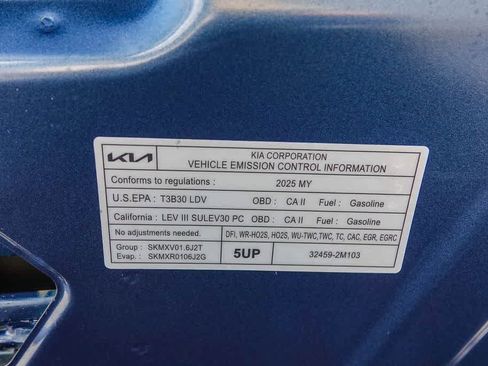 KIA
KIA CORPORATION
VEHICLE EMISSION CONTROL INFORMATION
Conforms to regulations : 2025 MY
U.S.EPA : T3B30 LDV OBD : CA II Fuel : Gasoline
California : LEV III SULEV30 PC OBD : CA II Fuel : Gasoline
No adjustments needed. DFI, WR-HO2S, HO2S, WU-TWC,TWC, TC, CAC, EGR, EGRC
Group : SKMXV01.6J2T
Evap. : SKMXR0106J2G
5UP
32459-2M103